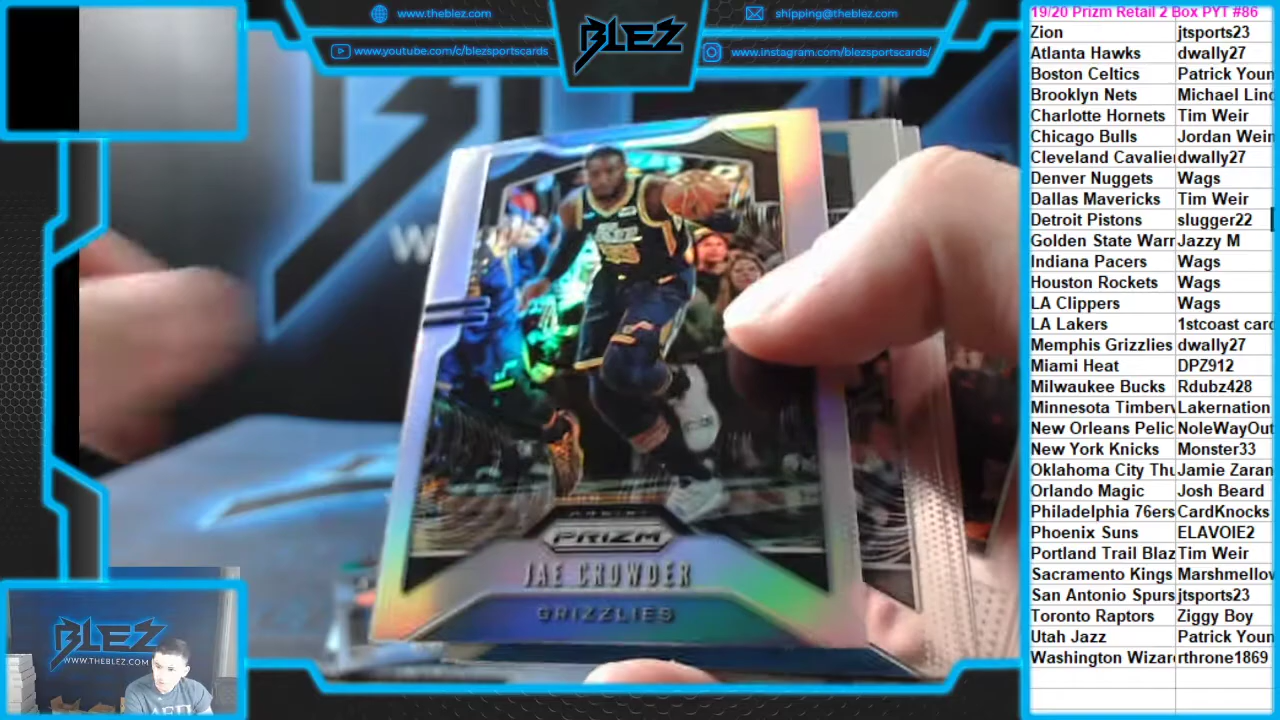 www.theblez.com
www.youtube.com/c/blezsportscards
BLEZ
shipping@theblez.com
www.instagram.com/blezsportscards/
PANINI
PRIZM
JAE CROWDER
GRIZZLIES
BLEZ
WWW.THEBLEZ.COM
19/20 Prizm Retail 2 Box PYT #86
Zion jtsports23
Atlanta Hawks dwally27
Boston Celtics Patrick Youn
Brooklyn Nets Michael Linc
Charlotte Hornets Tim Weir
Chicago Bulls Jordan Wein
Cleveland Cavalie dwally27
Denver Nuggets Wags
Dallas Mavericks Tim Weir
Detroit Pistons slugger22
Golden State Warr Jazzy M
Indiana Pacers Wags
Houston Rockets Wags
LA Clippers Wags
LA Lakers 1stcoast card
Memphis Grizzlies dwally27
Miami Heat DPZ912
Milwaukee Bucks Rdubz428
Minnesota Timberv Lakernation
New Orleans Pelic NoleWayOut
New York Knicks Monster33
Oklahoma City Thu Jamie Zaran
Orlando Magic Josh Beard
Philadelphia 76ers CardKnocks
Phoenix Suns ELAVOIE2
Portland Trail Blaz Tim Weir
Sacramento Kings Marshmellov
San Antonio Spurs jtsports23
Toronto Raptors Ziggy Boy
Utah Jazz Patrick Youn
Washington Wizar rthrone1869